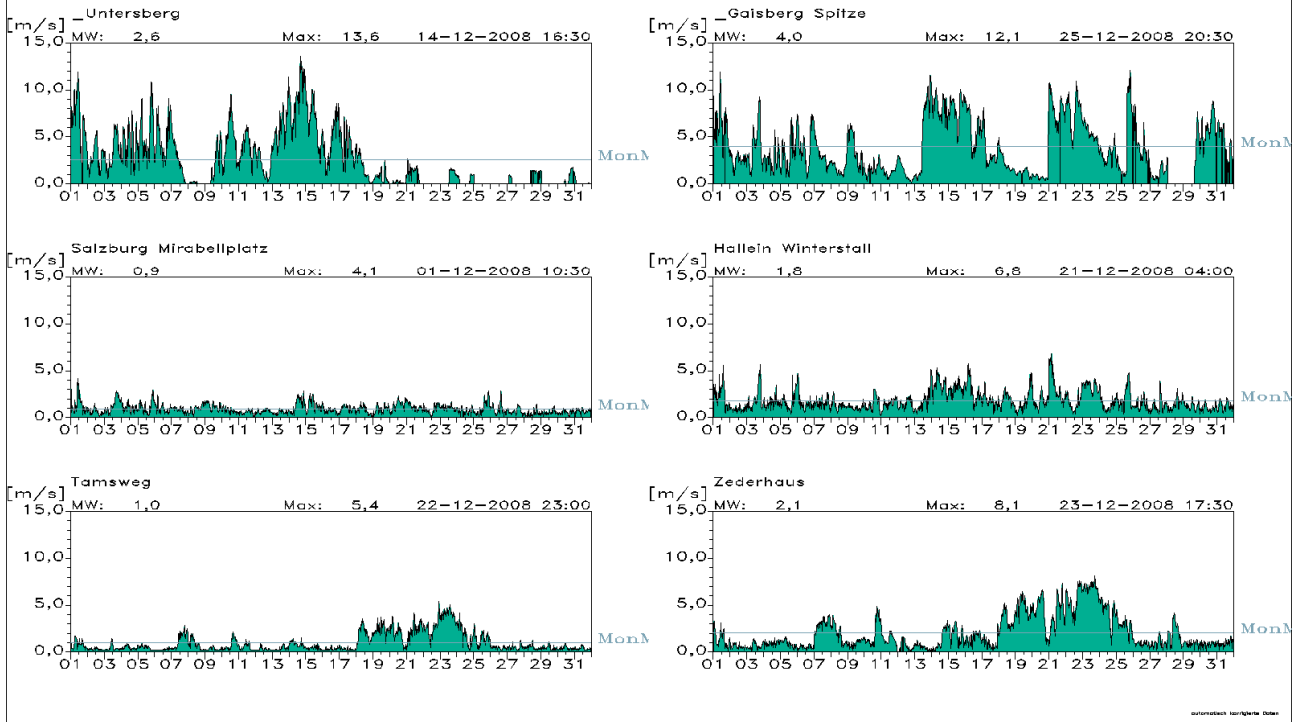 _Untersberg
[m/s] MW: 2,6 Max: 13,6 14-12-2008 16:30
15,0
10,0
5,0
MonM
0,0
01 03 05 07 09 11 13 15 17 19 21 23 25 27 29 31
_Gaisberg Spitze
[m/s] MW: 4,0 Max: 12,1 25-12-2008 20:30
15,0
10,0
5,0
MonM
0,0
01 03 05 07 09 11 13 15 17 19 21 23 25 27 29 31
Salzburg Mirabellplatz
[m/s] MW: 0,9 Max: 4,1 01-12-2008 10:30
15,0
10,0
5,0
MonM
0,0
01 03 05 07 09 11 13 15 17 19 21 23 25 27 29 31
Hallein Winterstall
[m/s] MW: 1,8 Max: 6,8 21-12-2008 04:00
15,0
10,0
5,0
MonM
0,0
01 03 05 07 09 11 13 15 17 19 21 23 25 27 29 31
Tamsweg
[m/s] MW: 1,0 Max: 5,4 22-12-2008 23:00
15,0
10,0
5,0
MonM
0,0
01 03 05 07 09 11 13 15 17 19 21 23 25 27 29 31
Zederhaus
[m/s] MW: 2,1 Max: 8,1 23-12-2008 17:30
15,0
10,0
5,0
MonM
0,0
01 03 05 07 09 11 13 15 17 19 21 23 25 27 29 31
automatisch korrigierte Daten